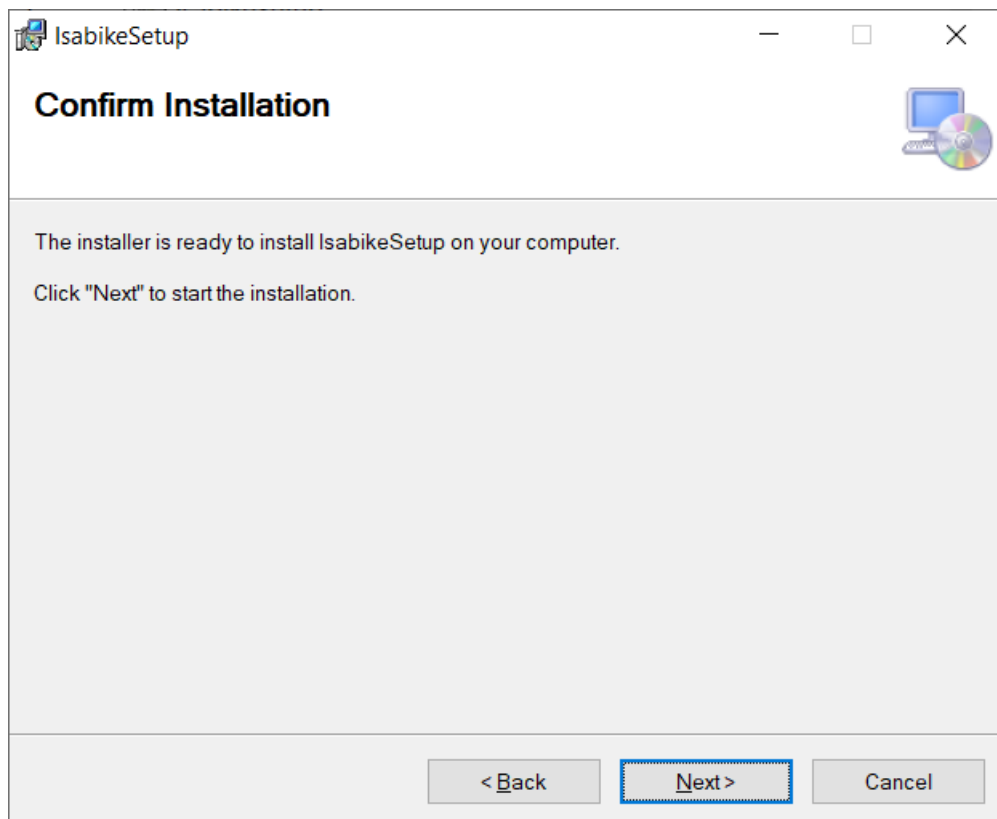 IsabikeSetup
Confirm Installation
The installer is ready to install IsabikeSetup on your computer.
Click "Next" to start the installation.
< Back
Next >
Cancel